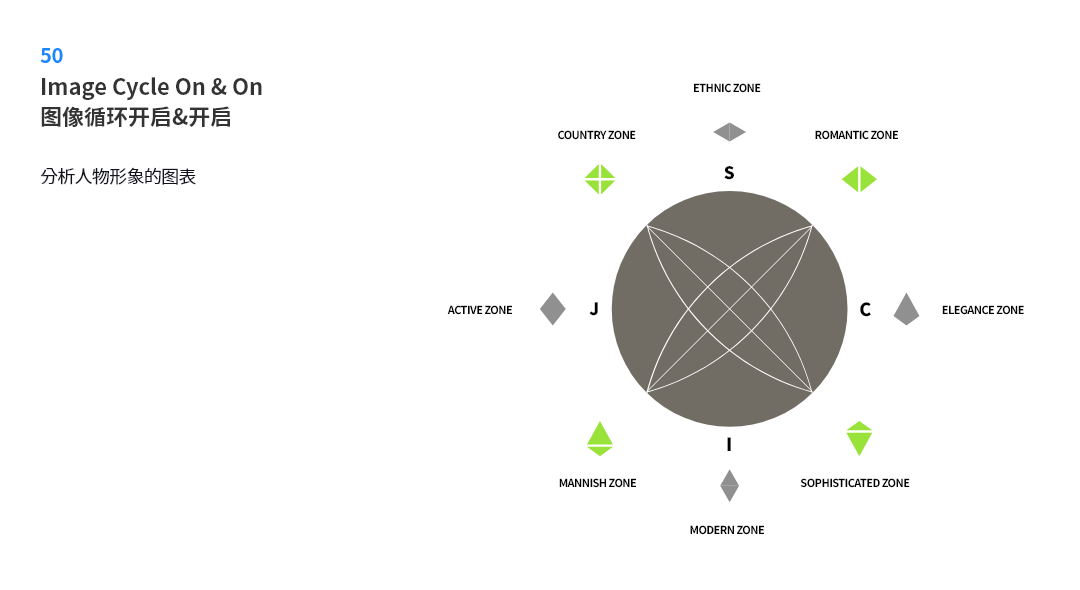 50
Image Cycle On & On
图像循环开启&开启
分析人物形象的图表
ETHNIC ZONE
COUNTRY ZONE
ROMANTIC ZONE
S
ACTIVE ZONE
J
C
ELEGANCE ZONE
I
MANNISH ZONE
SOPHISTICATED ZONE
MODERN ZONE